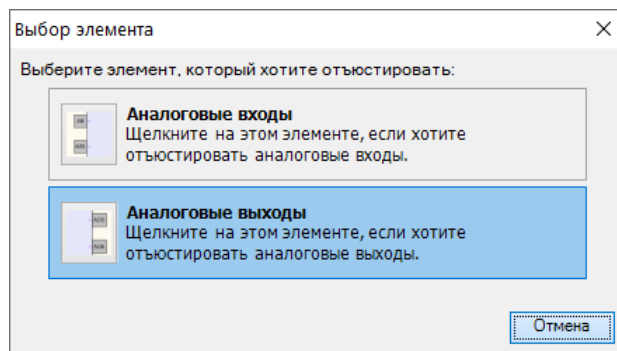 Выбор элемента
Выберите элемент, который хотите отъюстировать:
Аналоговые входы
Щелкните на этом элементе, если хотите
отъюстировать аналоговые входы.
Аналоговые выходы
Щелкните на этом элементе, если хотите
отъюстировать аналоговые выходы.
Отмена